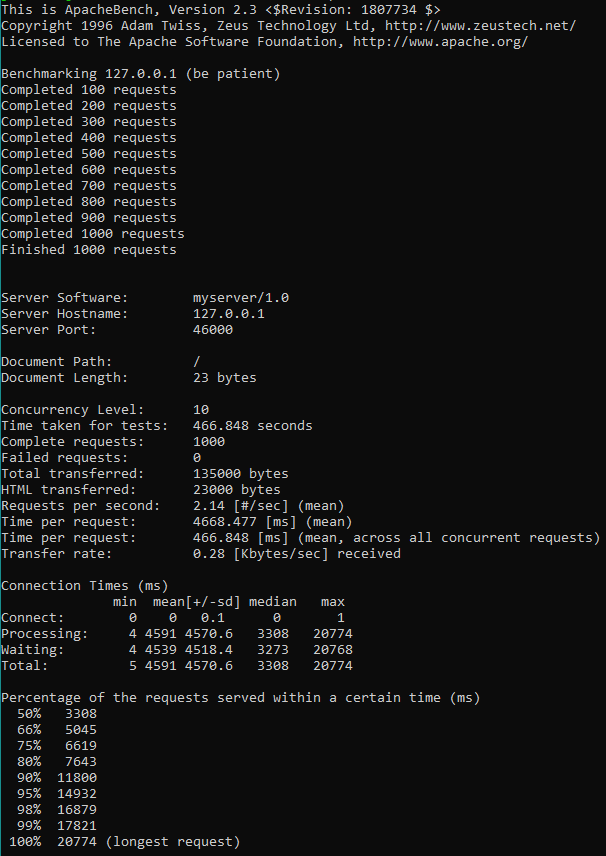 This is ApacheBench, Version 2.3 <$Revision: 1807734 $>
Copyright 1996 Adam Twiss, Zeus Technology Ltd, http://www.zeustech.net/
Licensed to The Apache Software Foundation, http://www.apache.org/

Benchmarking 127.0.0.1 (be patient)
Completed 100 requests
Completed 200 requests
Completed 300 requests
Completed 400 requests
Completed 500 requests
Completed 600 requests
Completed 700 requests
Completed 800 requests
Completed 900 requests
Completed 1000 requests
Finished 1000 requests


Server Software:        myserver/1.0
Server Hostname:        127.0.0.1
Server Port:            46000

Document Path:          /
Document Length:        23 bytes

Concurrency Level:      10
Time taken for tests:   466.848 seconds
Complete requests:      1000
Failed requests:        0
Total transferred:      135000 bytes
HTML transferred:       23000 bytes
Requests per second:    2.14 [#/sec] (mean)
Time per request:       4668.477 [ms] (mean)
Time per request:       466.848 [ms] (mean, across all concurrent requests)
Transfer rate:          0.28 [Kbytes/sec] received

Connection Times (ms)
              min  mean[+/-sd] median   max
Connect:        0    0   0.1      0       1
Processing:     4 4591 4570.6   3308   20774
Waiting:        4 4539 4518.4   3273   20768
Total:          5 4591 4570.6   3308   20774

Percentage of the requests served within a certain time (ms)
  50%   3308
  66%   5045
  75%   6619
  80%   7643
  90%  11800
  95%  14932
  98%  16879
  99%  17821
 100%  20774 (longest request)